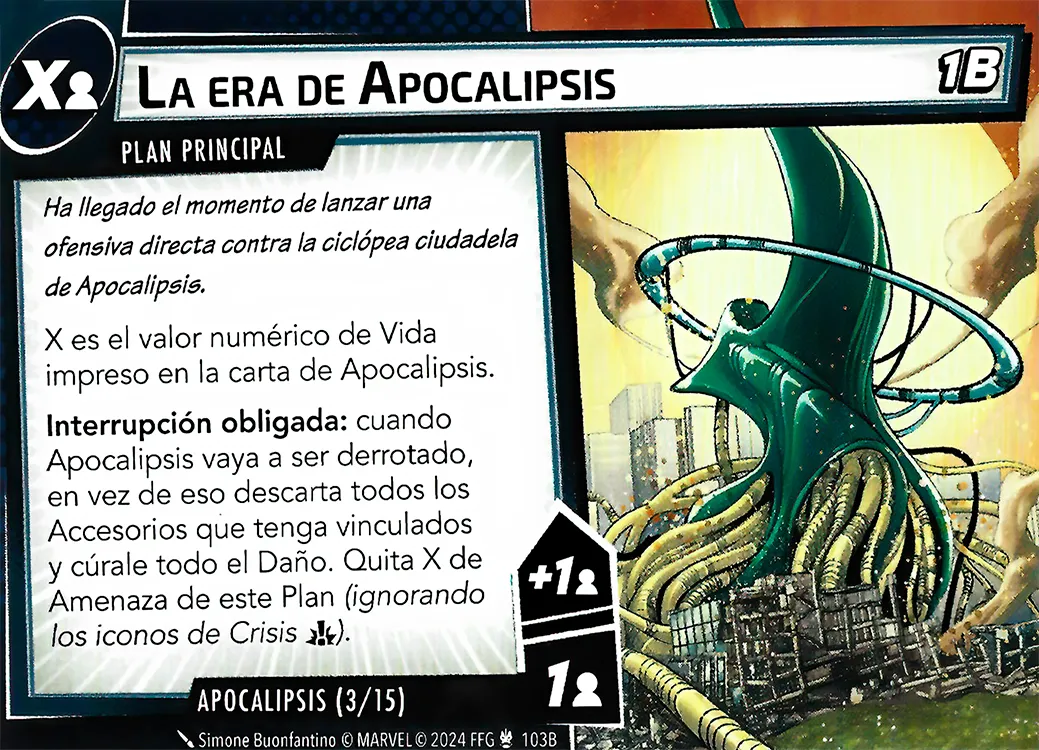 X
LA ERA DE APOCALIPSIS
1B
PLAN PRINCIPAL
Ha llegado el momento de lanzar una
ofensiva directa contra la ciclópea ciudadela
de Apocalipsis.
X es el valor numérico de Vida
impreso en la carta de Apocalipsis.
Interrupción obligada: cuando
Apocalipsis vaya a ser derrotado,
en vez de eso descarta todos los
Accesorios que tenga vinculados
y cúrale todo el Daño. Quita X de
Amenaza de este Plan (ignorando
los iconos de Crisis ).
+1
1
APOCALIPSIS (3/15)
Simone Buonfantino © MARVEL © 2024 FFG 103B